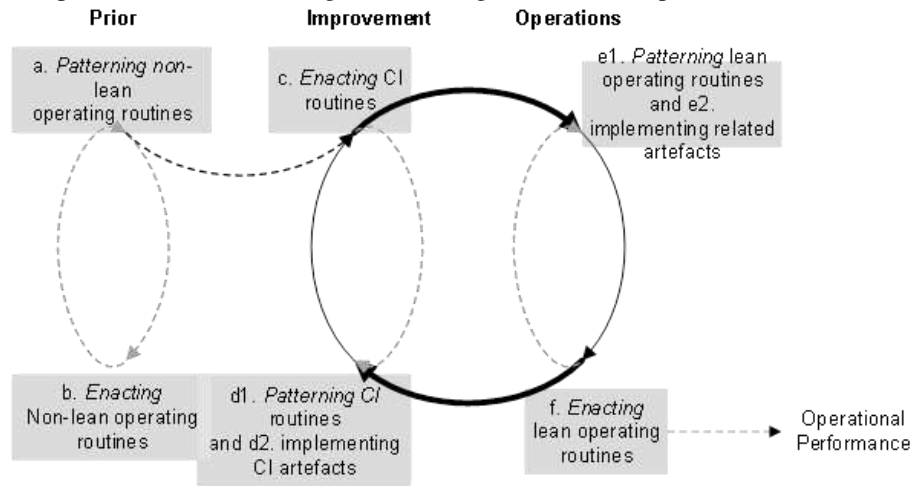 Prior
Improvement
Operations
a. Patterning non-
lean
operating routines
c. Enacting CI
routines
e1. Patterning lean
operating routines
and e2.
implementing related
artefacts
b. Enacting
Non-lean operating
routines
d1. Patterning CI
routines
and d2. implementing
CI artefacts
f. Enacting
lean operating
routines
Operational
Performance